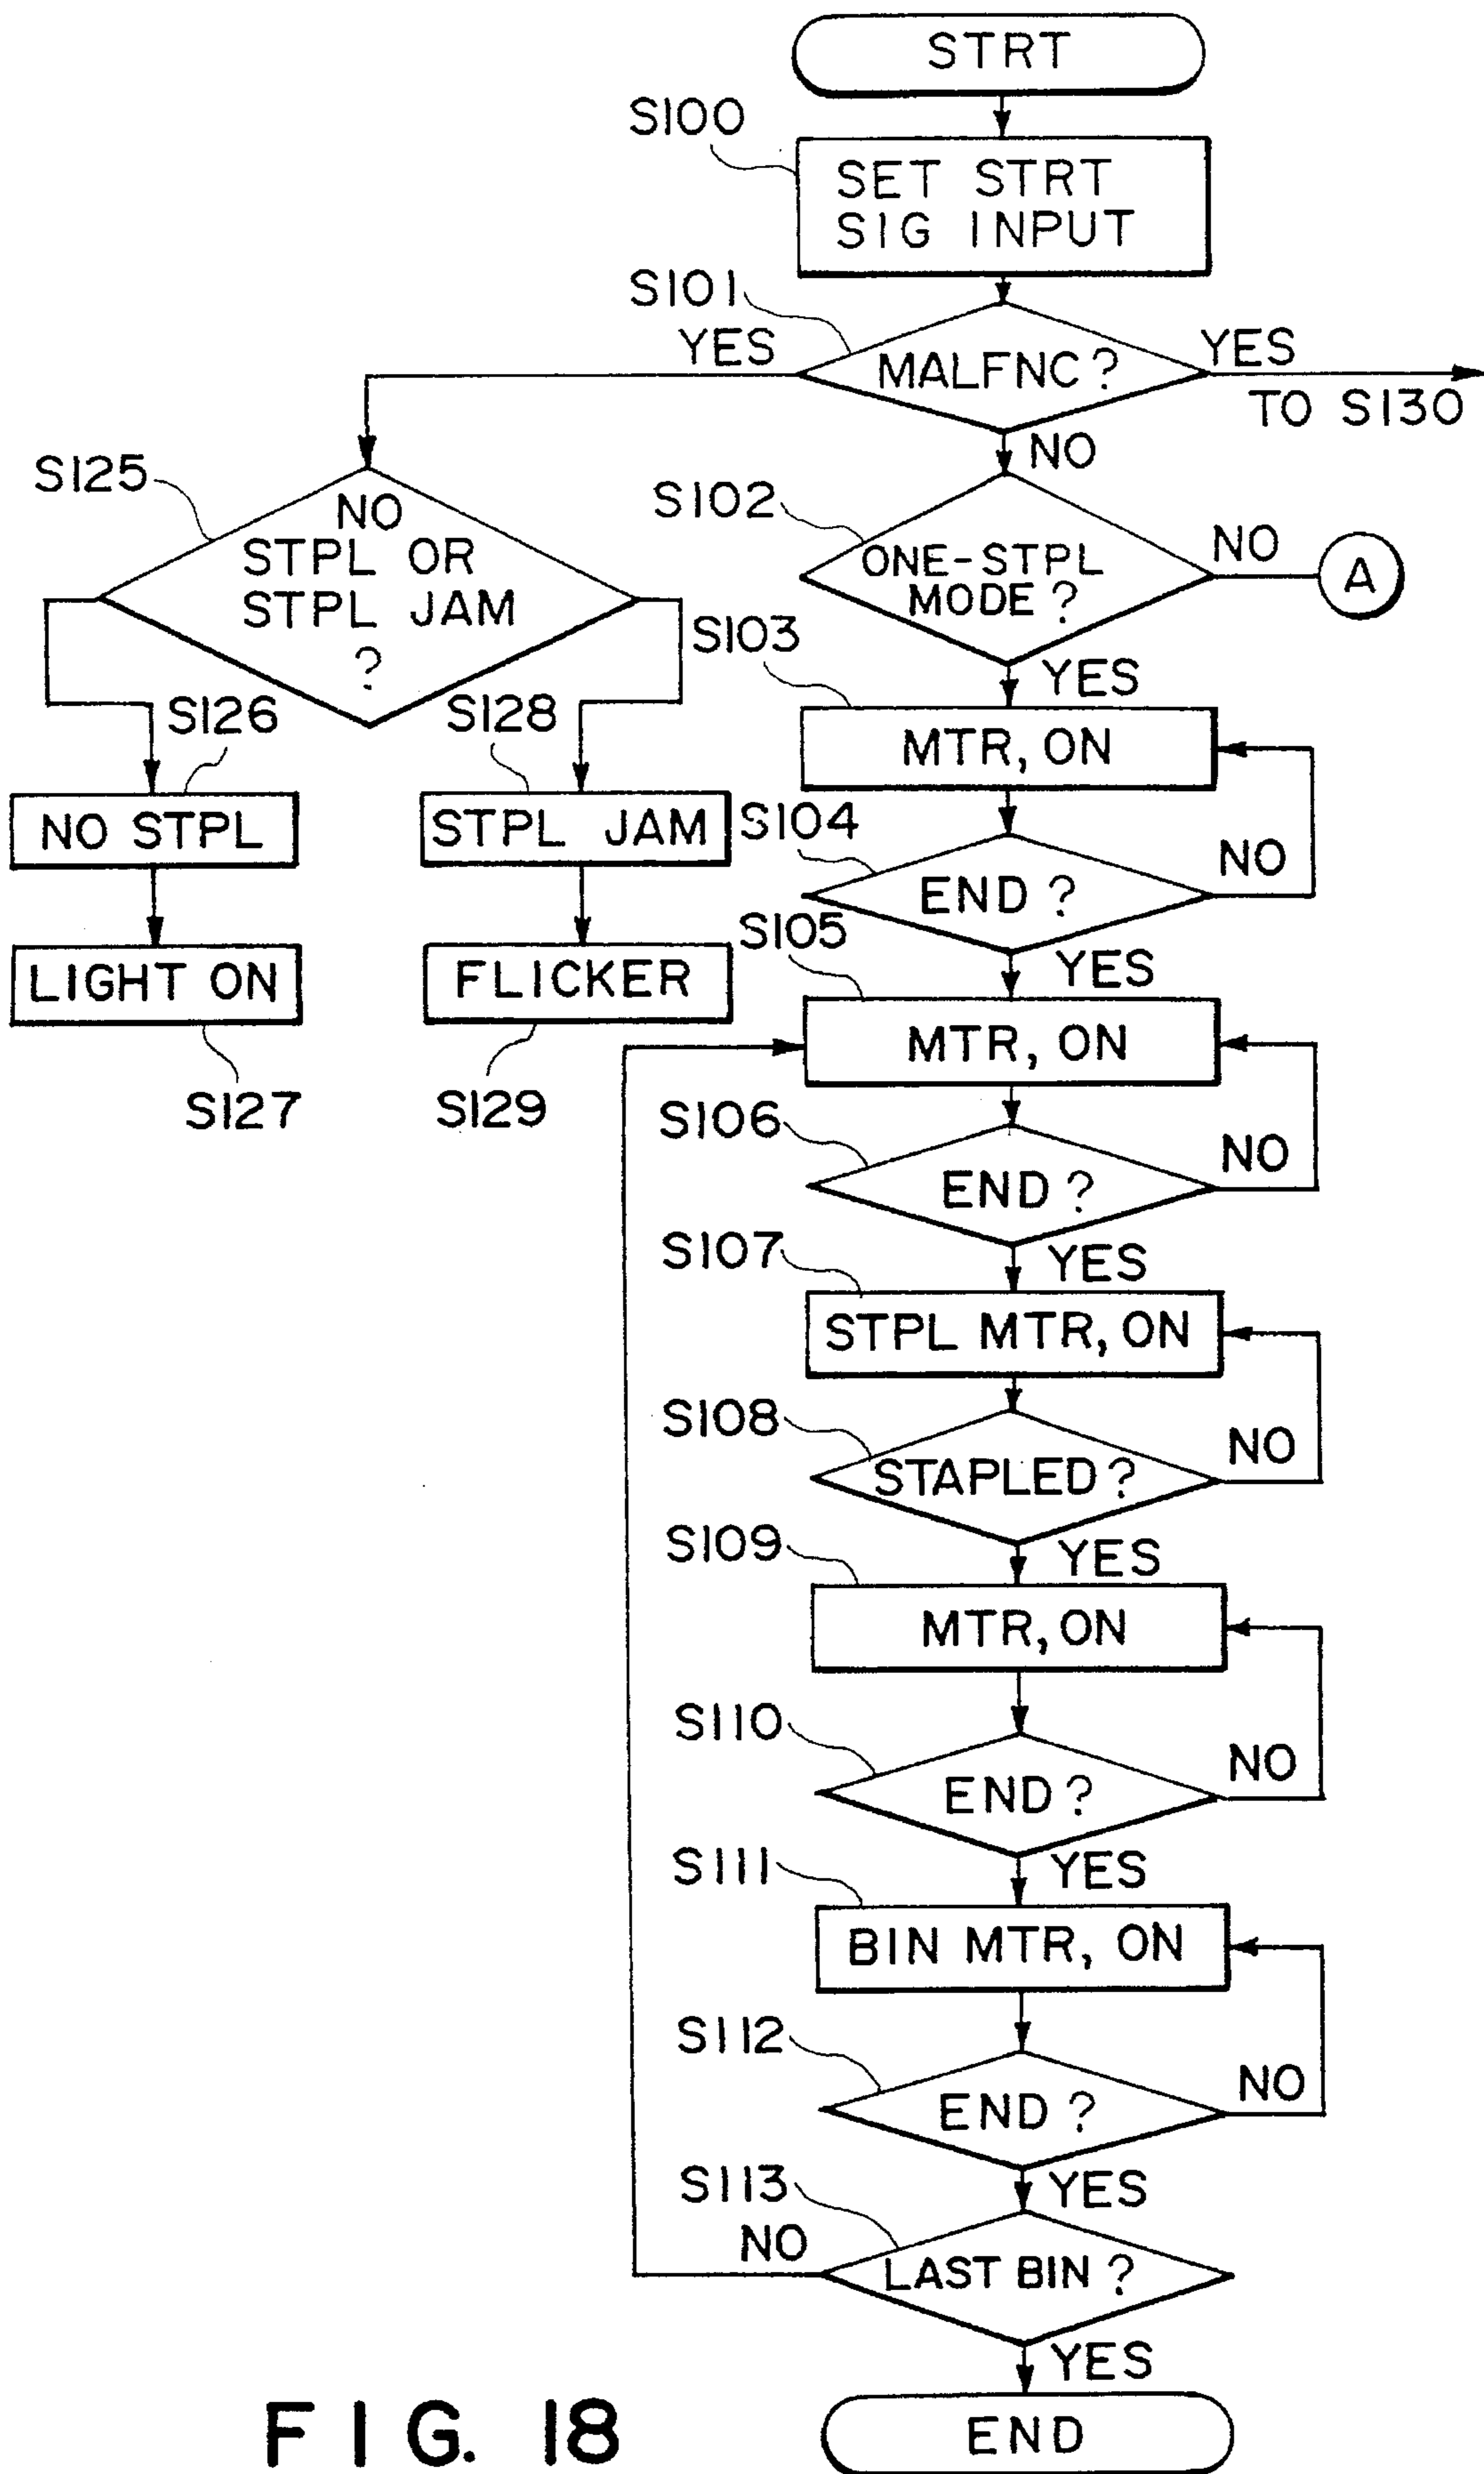 STRT
S100
SET STRT
SIG INPUT
S101
YES
MALFNC?
YES
TO S130
NO
S125
NO
STPL OR
STPL JAM
?
S102
ONE-STPL
MODE?
NO
A
YES
S103
MTR, ON
S126
NO STPL
S128
STPL JAM
S104
END?
NO
YES
LIGHT ON
S127
FLICKER
S129
S105
MTR, ON
S106
END?
NO
YES
S107
STPL MTR, ON
S108
STAPLED?
NO
YES
S109
MTR, ON
S110
END?
NO
YES
S111
BIN MTR, ON
S112
END?
NO
YES
S113
NO
LAST BIN?
YES
END
FIG. 18